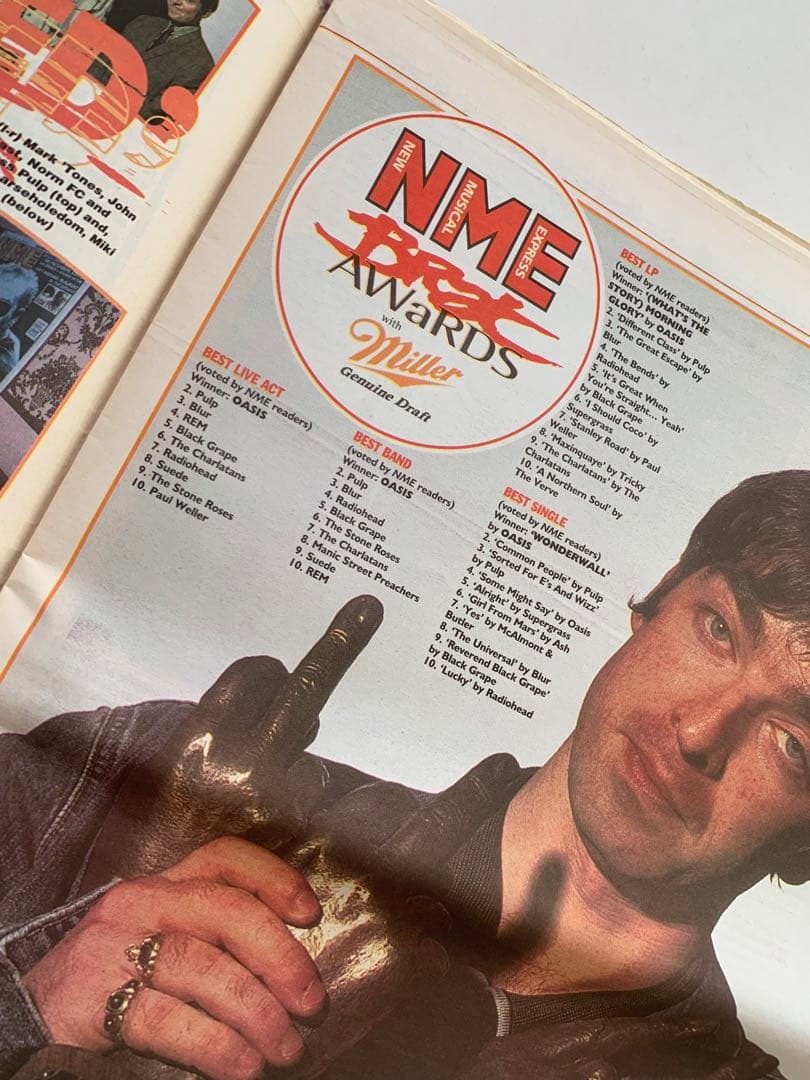 D:
(l-r) Mark Tones, John
ast, Norm FC and
ss Pulp (top) and,
arseholedom, Miki
(below)
NME
NEW
MUSICAL
EXPRESS
Brat
AWaRDS
with
Miller
Genuine Draft
BEST LIVE ACT
(voted by NME readers)
Winner: OASIS
2. Pulp
3. Blur
4. REM
5. Black Grape
6. The Charlatans
7. Radiohead
8. Suede
9. The Stone Roses
10. Paul Weller
BEST BAND
(voted by NME readers)
Winner: OASIS
2. Pulp
3. Blur
4. Radiohead
5. Black Grape
6. The Stone Roses
7. The Charlatans
8. Manic Street Preachers
9. Suede
10. REM
BEST LP
(voted by NME readers)
Winner: ‘(WHAT'S THE
STORY) MORNING
GLORY’ by OASIS
2. ‘Different Class’ by Pulp
3. ‘The Great Escape’ by
Blur
4. ‘The Bends’ by
Radiohead
5. ‘It's Great When
You're Straight... Yeah’
by Black Grape
6. ‘I Should Coco’ by
Supergrass
7. ‘Stanley Road’ by Paul
Weller
8. ‘Maxinquaye’ by Tricky
9. ‘The Charlatans’ by The
Charlatans
10. ‘A Northern Soul’ by
The Verve
BEST SINGLE
(voted by NME readers)
Winner: ‘WONDERWALL’
by OASIS
2. ‘Common People’ by Pulp
3. ‘Sorted For E's And Wizz’
by Pulp
4. ‘Some Might Say’ by Oasis
5. ‘Alright’ by Supergrass
6. ‘Girl From Mars’ by Ash
7. ‘Yes’ by McAlmont &
Butler
8. ‘The Universal’ by Blur
9. ‘Reverend Black Grape’
by Black Grape
10. ‘Lucky’ by Radiohead